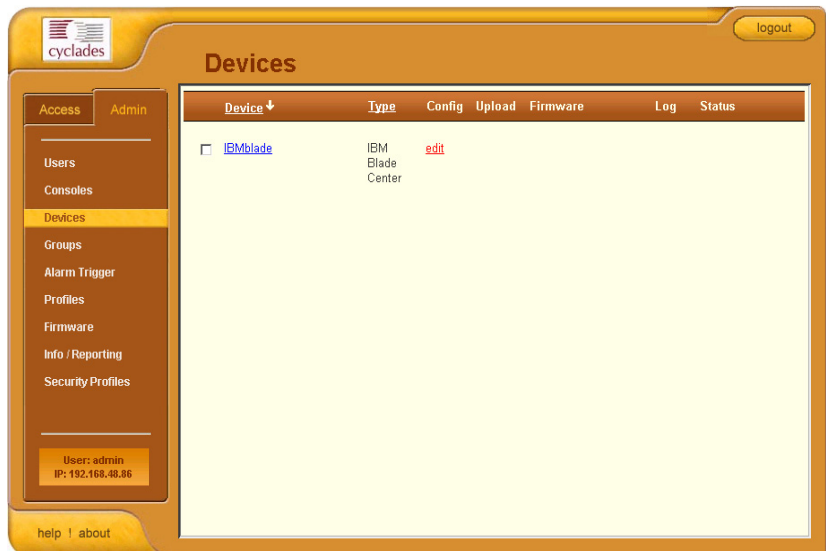 cyclades
logout
Devices
Access Admin
Device Type Config Upload Firmware Log Status
IBMblade IBM Blade Center edit
Users
Consoles
Devices
Groups
Alarm Trigger
Profiles
Firmware
Info / Reporting
Security Profiles
User: admin
IP: 192.168.48.86
help ! about